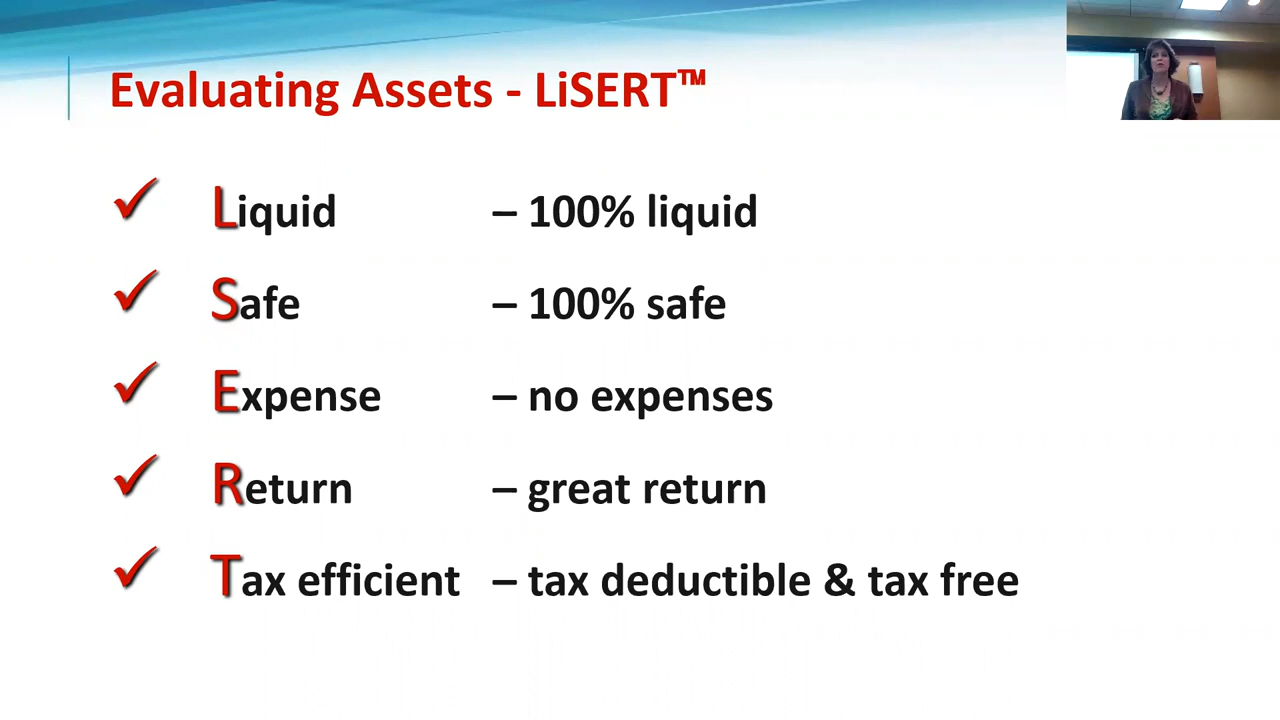 Evaluating Assets - LiSERT™
✓ Liquid – 100% liquid
✓ Safe – 100% safe
✓ Expense – no expenses
✓ Return – great return
✓ Tax efficient – tax deductible & tax free